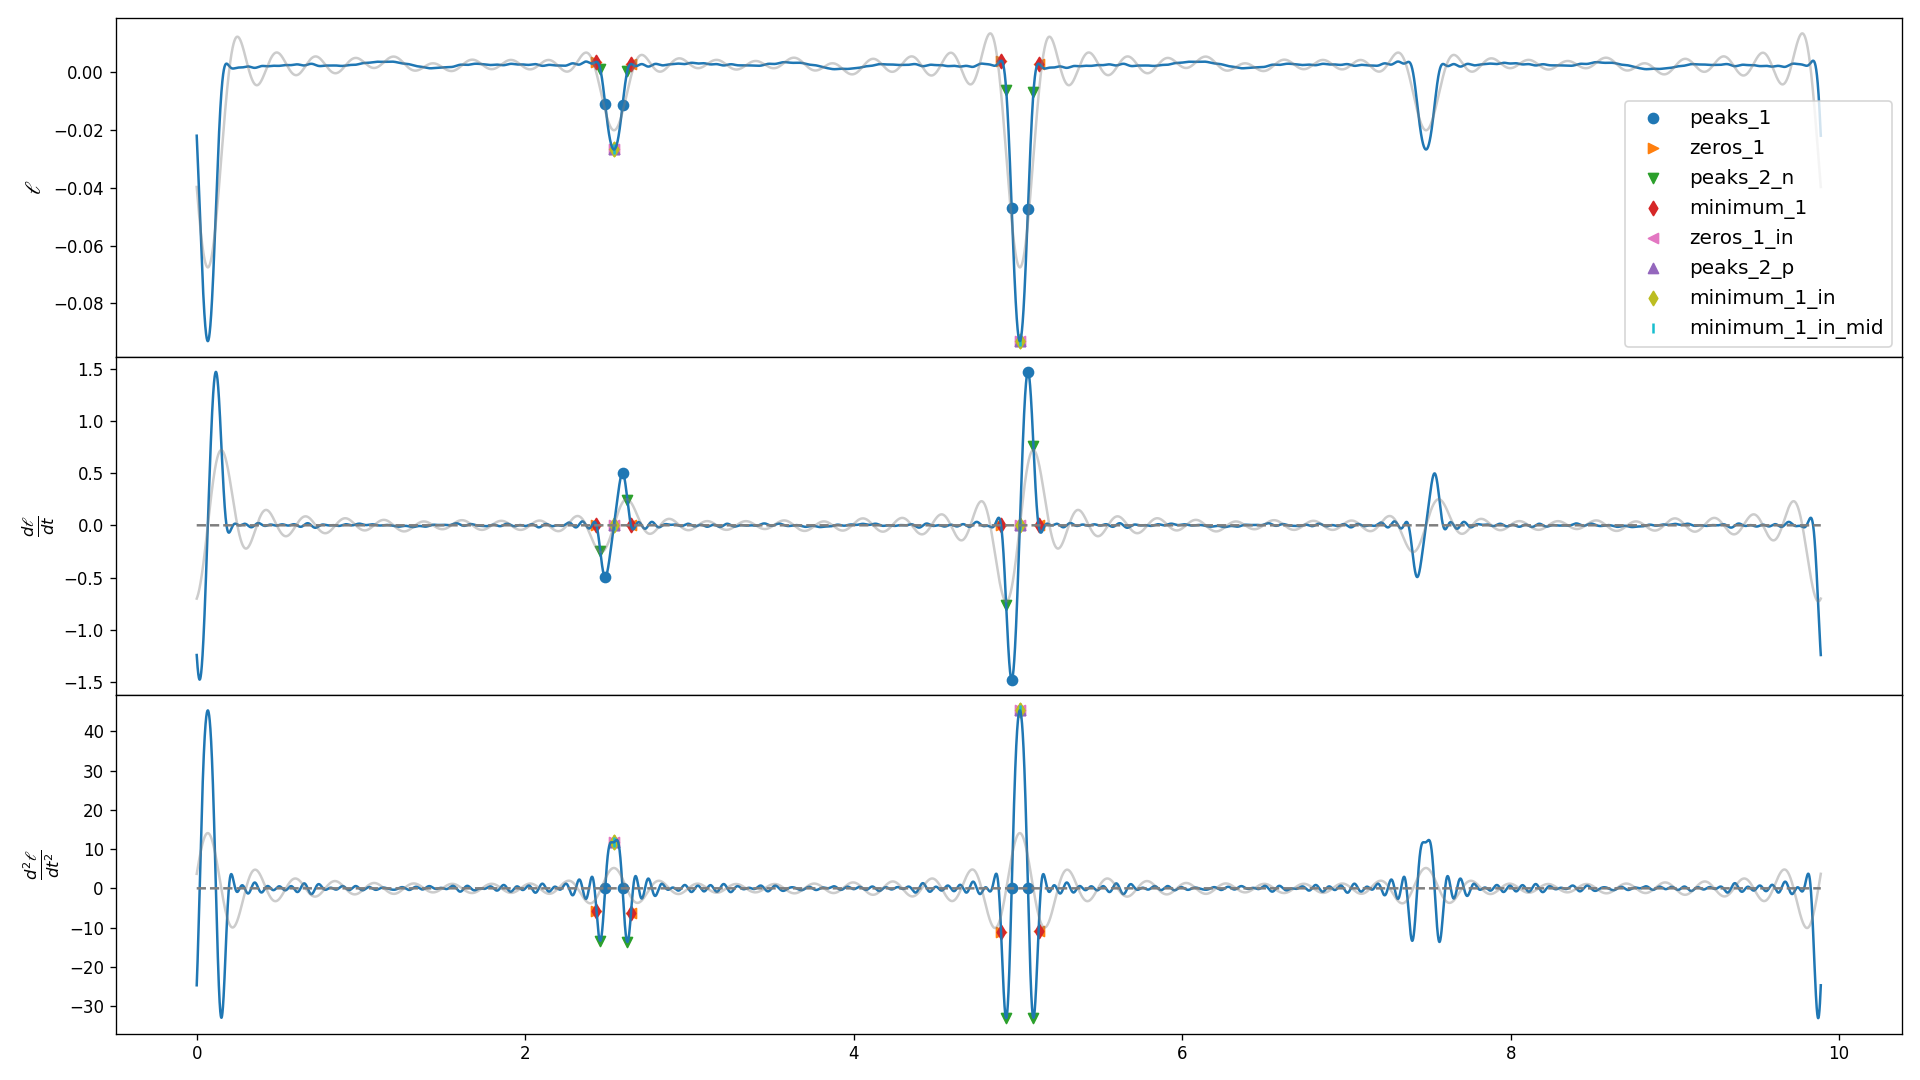 0.00
−0.02
−0.04
−0.06
−0.08
ℓ
peaks_1
zeros_1
peaks_2_n
minimum_1
zeros_1_in
peaks_2_p
minimum_1_in
minimum_1_in_mid
1.5
1.0
0.5
0.0
−0.5
−1.0
−1.5
dℓ
dt
40
30
20
10
0
−10
−20
−30
d²ℓ
dt²
0 2 4 6 8 10